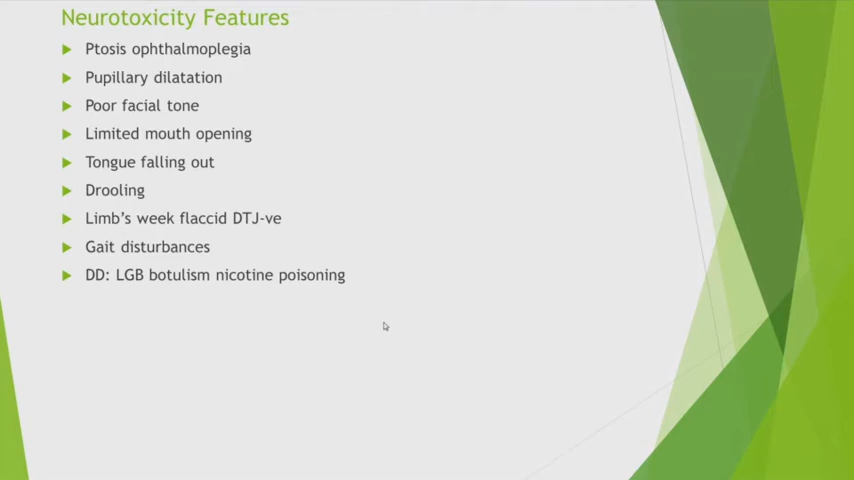 Neurotoxicity Features
Ptosis ophthalmoplegia
Pupillary dilatation
Poor facial tone
Limited mouth opening
Tongue falling out
Drooling
Limb's week flaccid DTJ-ve
Gait disturbances
DD: LGB botulism nicotine poisoning